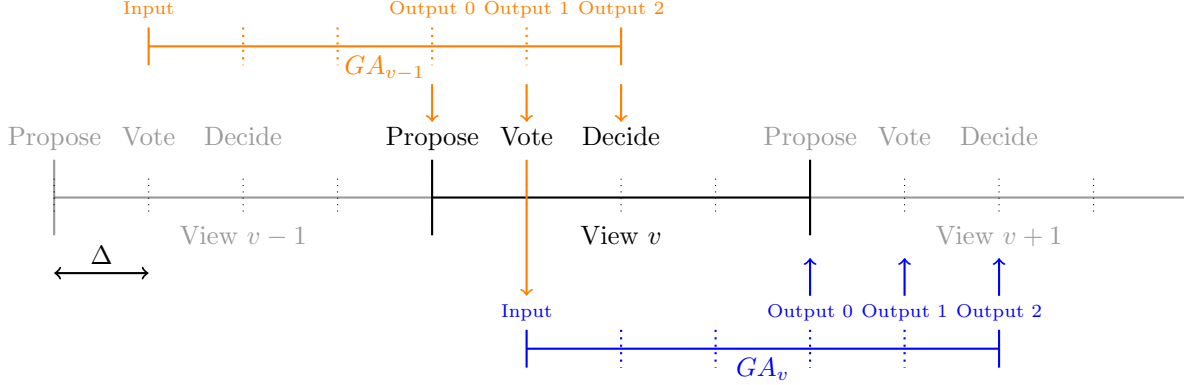 Input Output 0 Output 1 Output 2
GA_{v−1}
Propose Vote Decide Propose Vote Decide Propose Vote Decide
View v − 1 View v View v + 1
Δ
Input Output 0 Output 1 Output 2
GA_v